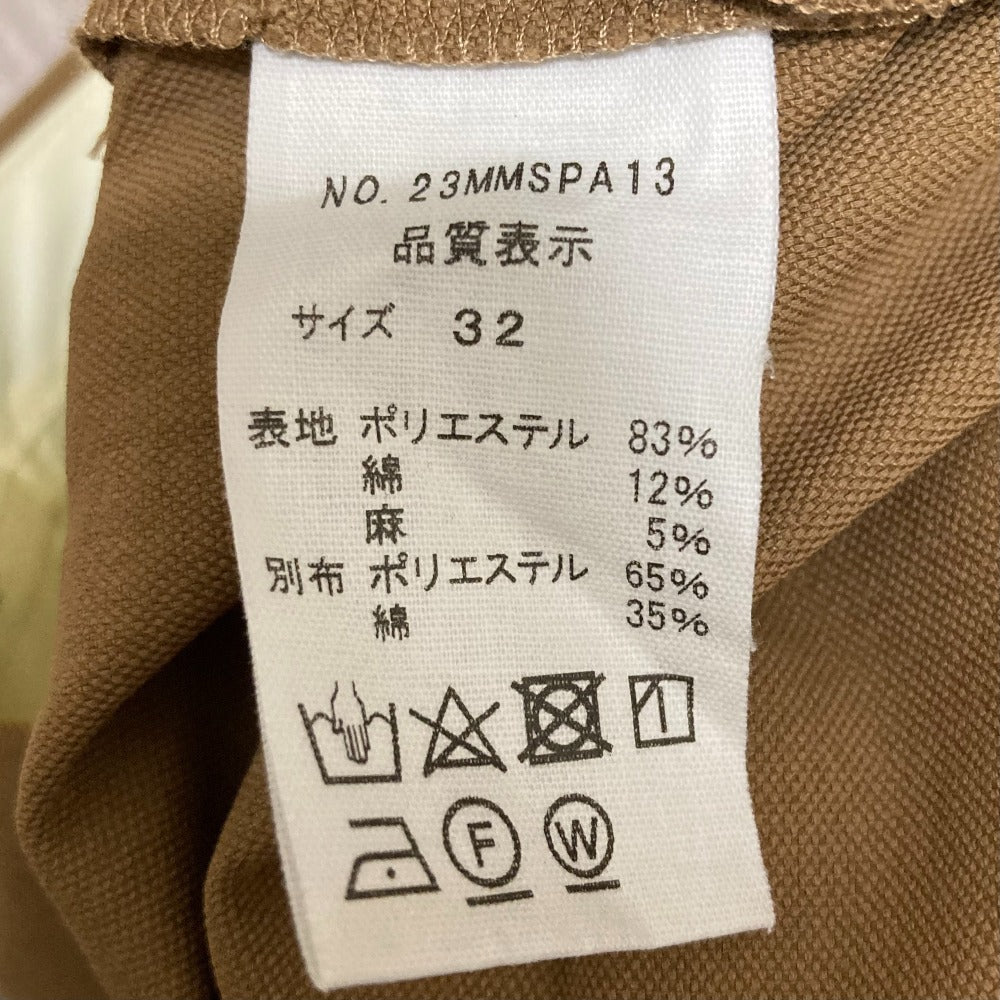 NO. 23MMSPA13
品質表示
サイズ 32
表地 ポリエステル 83%
綿 12%
麻 5%
別布 ポリエステル 65%
綿 35%
F W